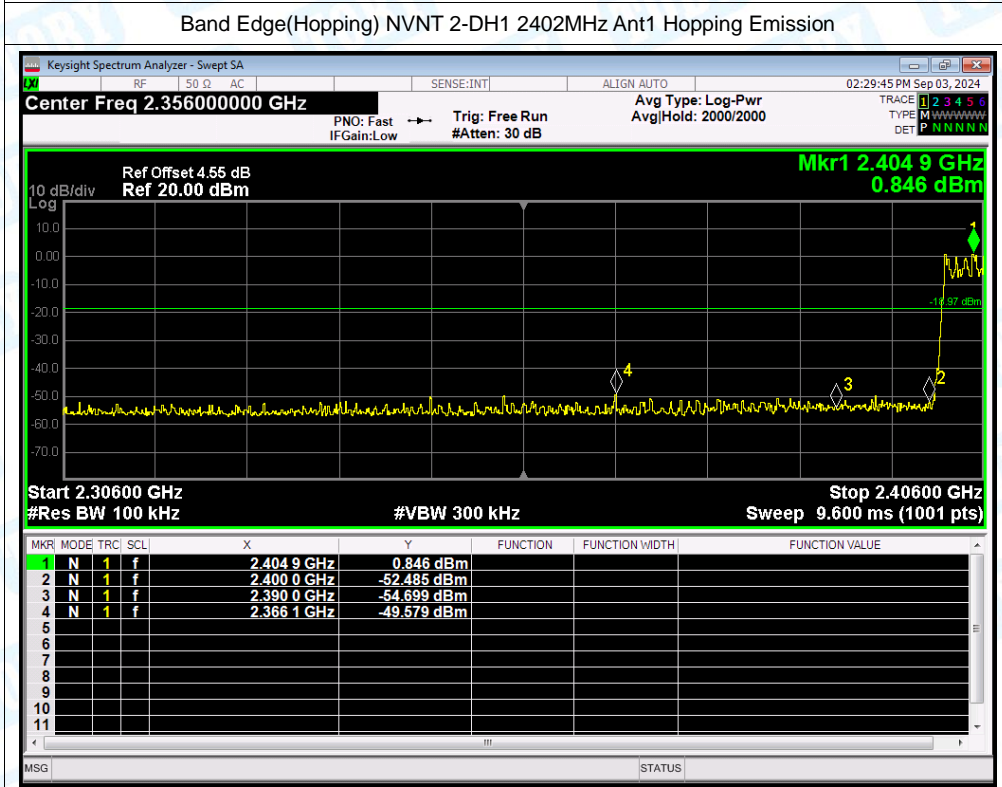 Band Edge(Hopping) NVNT 2-DH1 2402MHz Ant1 Hopping Emission
Keysight Spectrum Analyzer - Swept SA
LXI RF 50 Ω AC SENSE:INT ALIGN AUTO 02:29:45 PM Sep 03, 2024
Center Freq 2.356000000 GHz Avg Type: Log-Pwr TRACE 1 2 3 4 5 6
PNO: Fast Trig: Free Run Avg|Hold: 2000/2000 TYPE M WWWWW
IFGain:Low #Atten: 30 dB DET P N N N N N
Mkr1 2.404 9 GHz
Ref Offset 4.55 dB
10 dB/div Ref 20.00 dBm 0.846 dBm
Log
10.0
1
0.00
-10.0
-18.97 dBm
-20.0
-30.0
-40.0
4
3
2
-50.0
-60.0
-70.0
Start 2.30600 GHz Stop 2.40600 GHz
#Res BW 100 kHz #VBW 300 kHz Sweep 9.600 ms (1001 pts)
MKR MODE TRC SCL X Y FUNCTION FUNCTION WIDTH FUNCTION VALUE
1 N 1 f 2.404 9 GHz 0.846 dBm
2 N 1 f 2.400 0 GHz -52.485 dBm
3 N 1 f 2.390 0 GHz -54.699 dBm
4 N 1 f 2.366 1 GHz -49.579 dBm
5
6
7
8
9
10
11
MSG STATUS